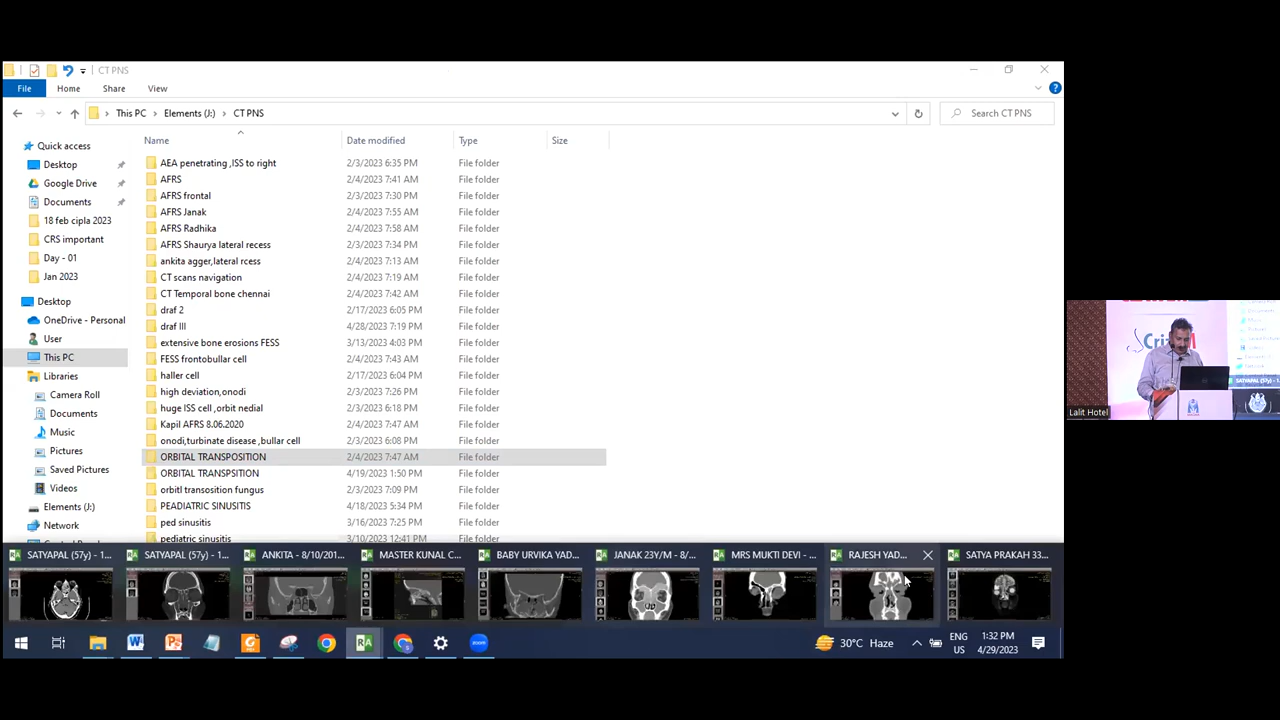 CT PNS
File Home Share View
This PC Elements (J:) CT PNS Search CT PNS
Name Date modified Type Size
Quick access
Desktop
Google Drive
Documents
18 feb cipla 2023
CRS important
Day - 01
Jan 2023
Desktop
OneDrive - Personal
User
This PC
Libraries
Camera Roll
Documents
Music
Pictures
Saved Pictures
Videos
Elements (J:)
Network
AEA penetrating ,ISS to right 2/3/2023 6:35 PM File folder
AFRS 2/4/2023 7:41 AM File folder
AFRS frontal 2/3/2023 7:30 PM File folder
AFRS Janak 2/4/2023 7:55 AM File folder
AFRS Radhika 2/4/2023 7:58 AM File folder
AFRS Shaurya lateral recess 2/3/2023 7:34 PM File folder
ankita agger,lateral rcess 2/4/2023 7:13 AM File folder
CT scans navigation 2/4/2023 7:19 AM File folder
CT Temporal bone chennai 2/4/2023 7:42 AM File folder
draf 2 2/17/2023 6:05 PM File folder
draf III 4/28/2023 7:19 PM File folder
extensive bone erosions FESS 3/13/2023 4:03 PM File folder
FESS frontobullar cell 2/4/2023 7:43 AM File folder
haller cell 2/17/2023 6:04 PM File folder
high deviation,onodi 2/3/2023 7:26 PM File folder
huge ISS cell ,orbit nedial 2/3/2023 6:18 PM File folder
Kapil AFRS 8.06.2020 2/4/2023 7:47 AM File folder
onodi,turbinate disease ,bullar cell 2/3/2023 6:08 PM File folder
ORBITAL TRANSPOSITION 2/4/2023 7:47 AM File folder
ORBITAL TRANSPSITION 4/19/2023 1:50 PM File folder
orbitl transosition fungus 2/3/2023 7:09 PM File folder
PEADIATRIC SINUSITIS 4/18/2023 5:34 PM File folder
ped sinusitis 3/16/2023 7:25 PM File folder
pediatric sinusitis 3/10/2023 12:41 PM File folder
SATYAPAL (57y) - 1... SATYAPAL (57y) - 1... ANKITA - 8/10/201... MASTER KUNAL C... BABY URVIKA YAD... JANAK 23Y/M - 8/... MRS MUKTI DEVI - ... RAJESH YAD... SATYA PRAKAH 33...
30°C Haze ENG US 1:32 PM 4/29/2023
Lalit Hotel